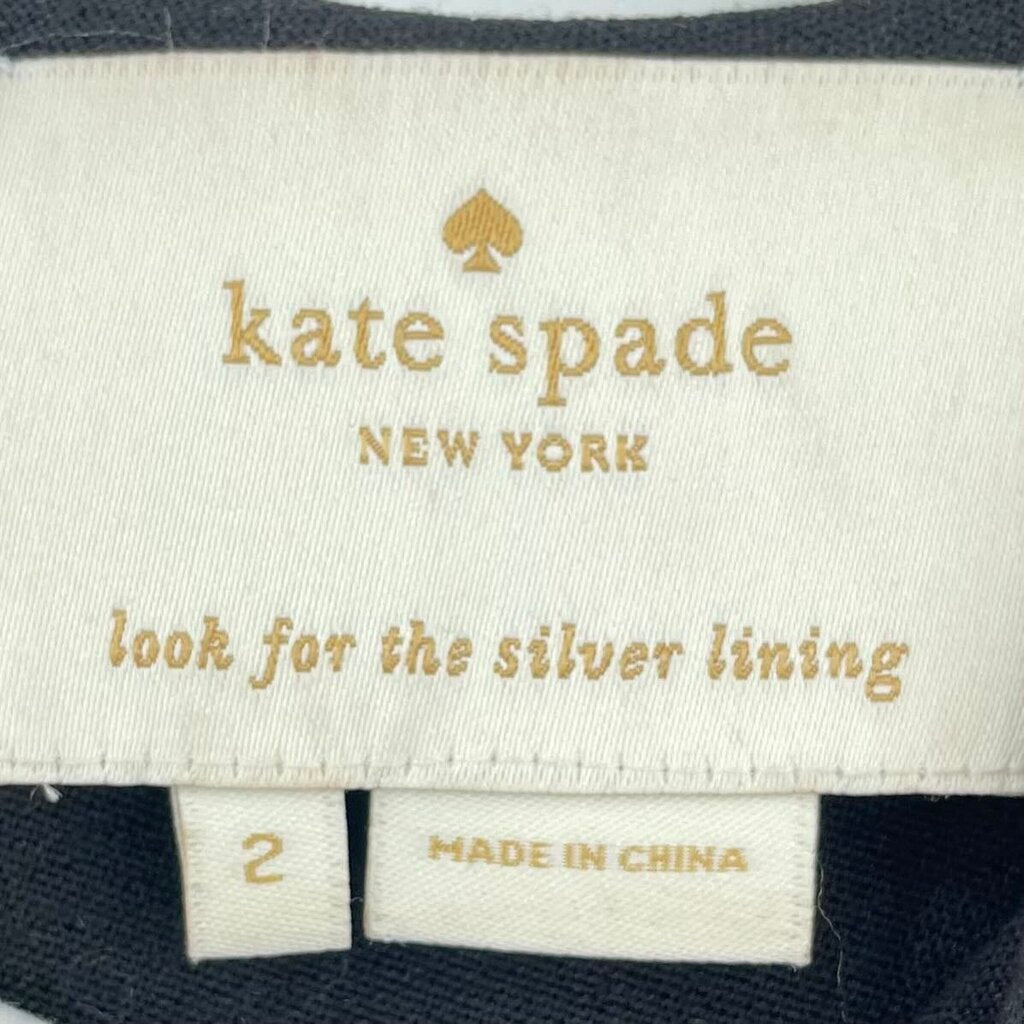 kate spade
NEW YORK
look for the silver lining
2
MADE IN CHINA